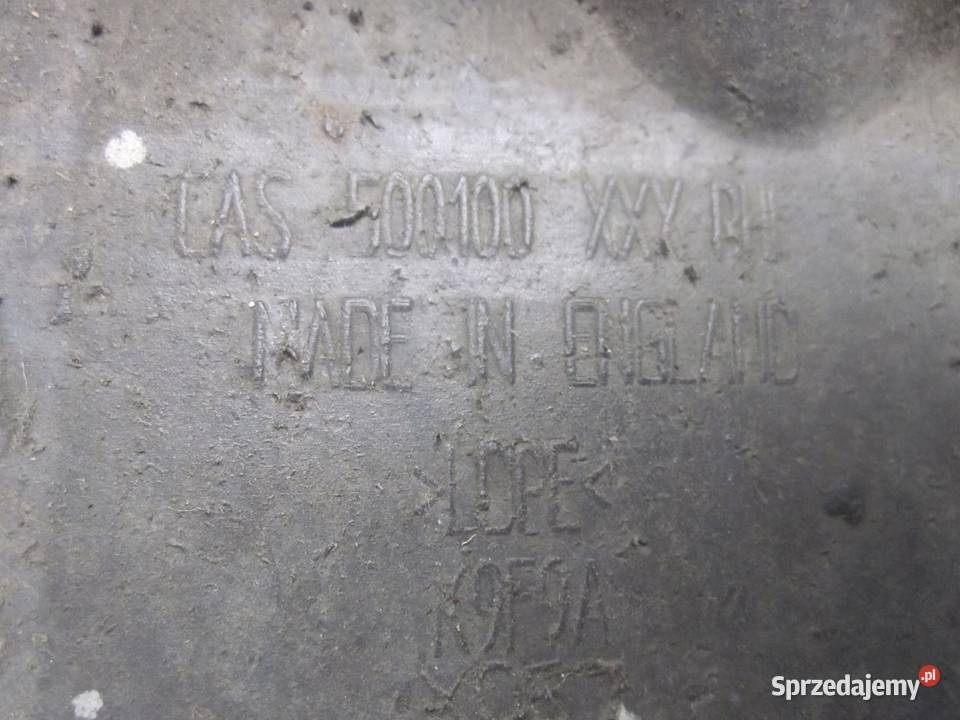 CAS 500100 XXX RH
MADE IN ENGLAND
>LDPE<
K9F9A
Sprzedajemy.pl